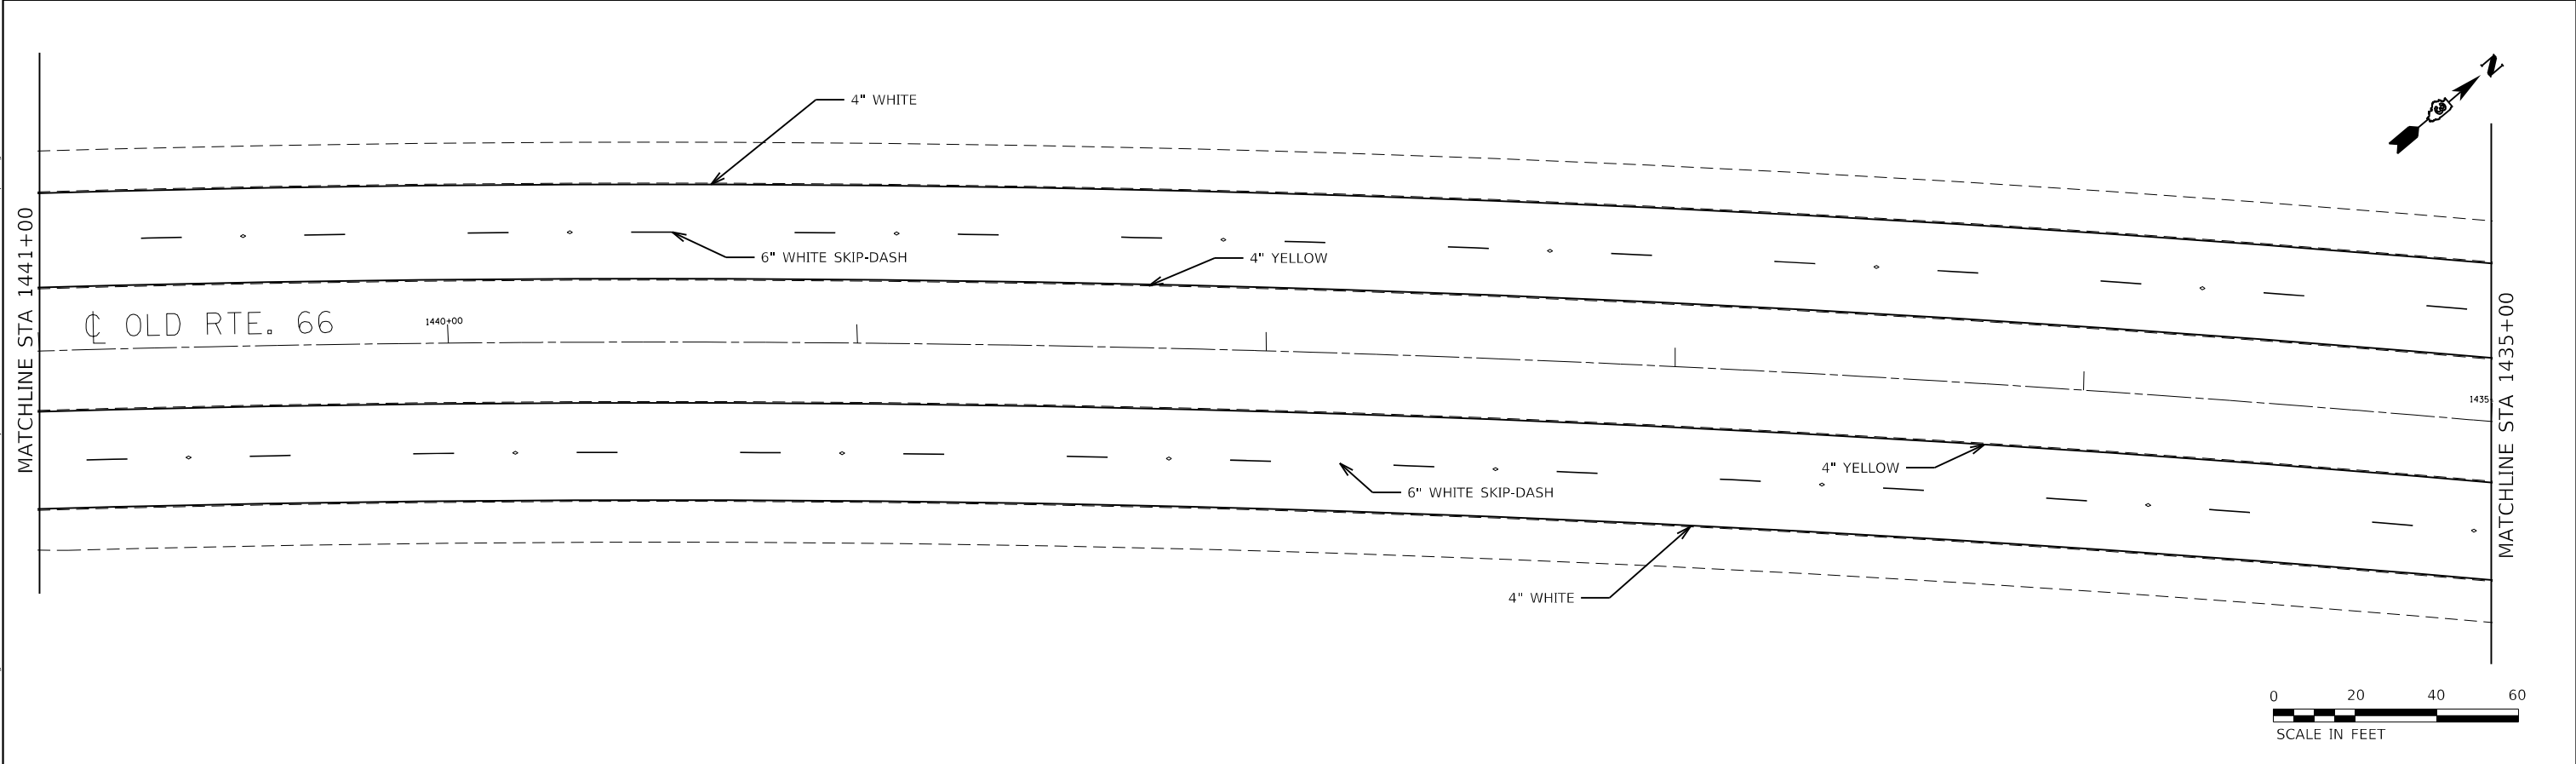 N
4" WHITE
MATCHLINE STA 1441+00
6" WHITE SKIP-DASH
4" YELLOW
℄ OLD RTE. 66
1440+00
1435
MATCHLINE STA 1435+00
4" YELLOW
6" WHITE SKIP-DASH
4" WHITE
0 20 40 60
SCALE IN FEET